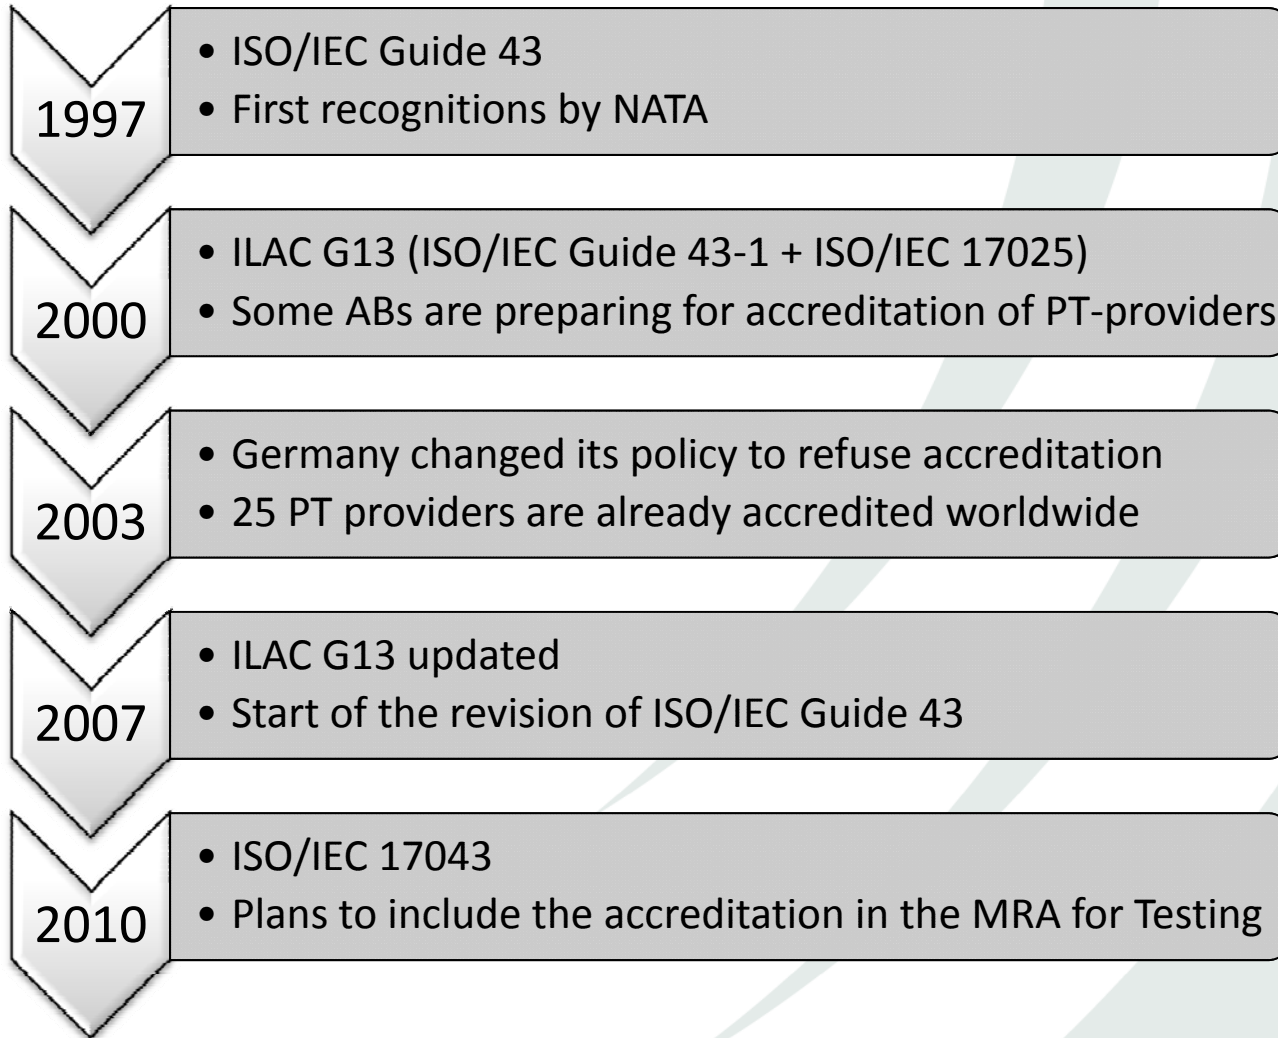 1997
• ISO/IEC Guide 43
• First recognitions by NATA
2000
• ILAC G13 (ISO/IEC Guide 43-1 + ISO/IEC 17025)
• Some ABs are preparing for accreditation of PT-providers
2003
• Germany changed its policy to refuse accreditation
• 25 PT providers are already accredited worldwide
2007
• ILAC G13 updated
• Start of the revision of ISO/IEC Guide 43
2010
• ISO/IEC 17043
• Plans to include the accreditation in the MRA for Testing